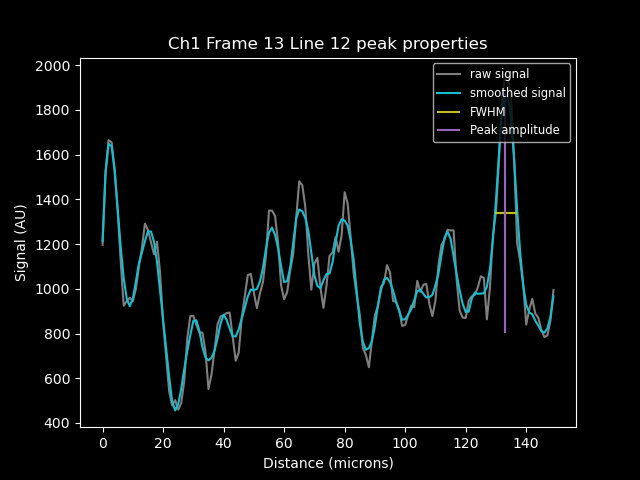 Ch1 Frame 13 Line 12 peak properties
raw signal
smoothed signal
FWHM
Peak amplitude
Signal (AU)
2000
1800
1600
1400
1200
1000
800
600
400
0 20 40 60 80 100 120 140
Distance (microns)